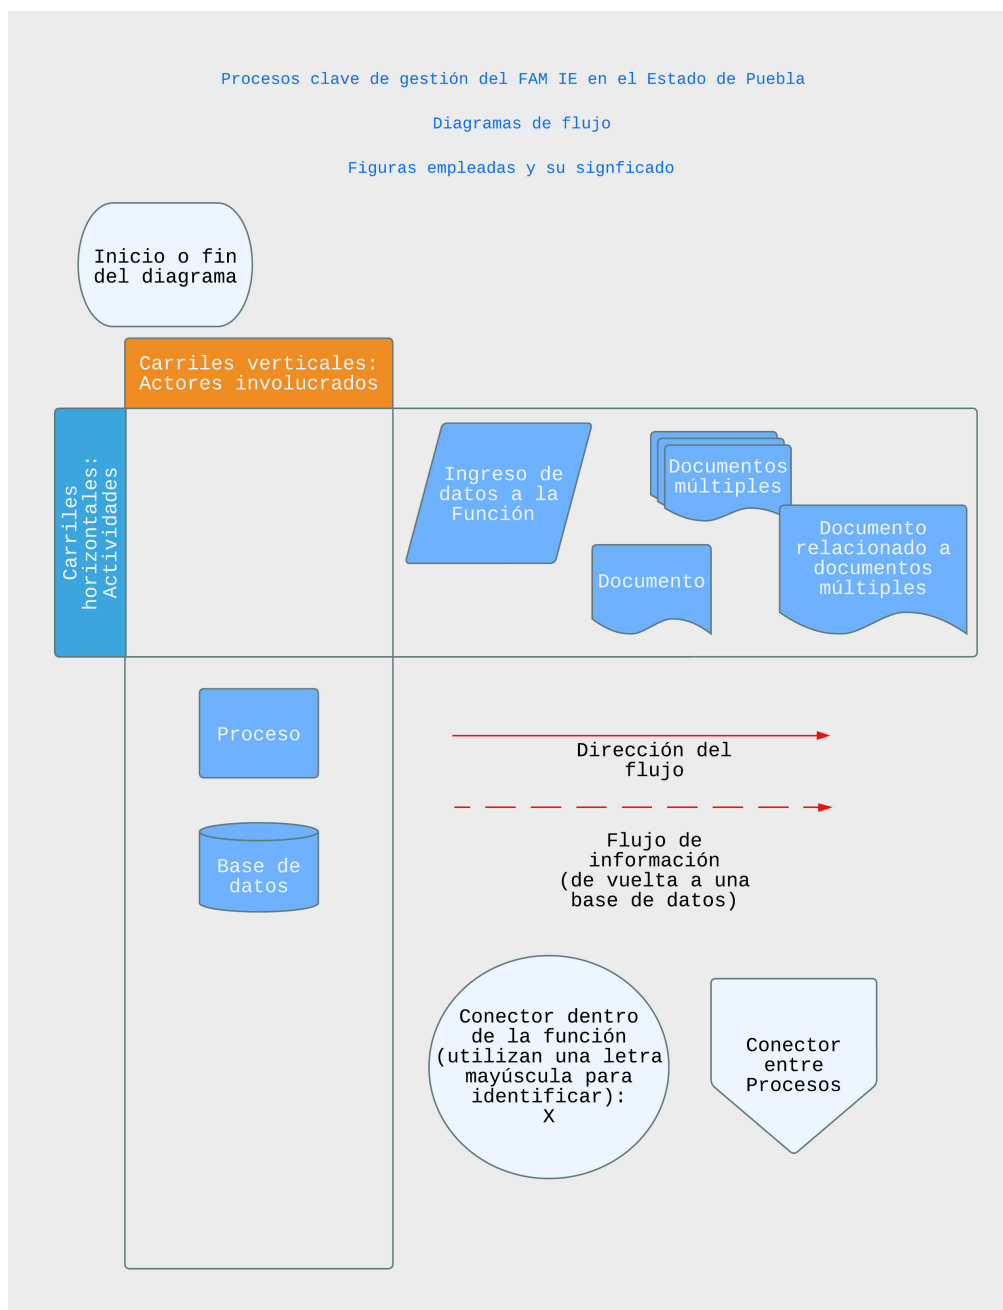 Procesos clave de gestión del FAM IE en el Estado de Puebla
Diagramas de flujo
Figuras empleadas y su signficado
Inicio o fin
del diagrama
Carriles verticales:
Actores involucrados
Carriles
horizontales:
Actividades
Ingreso de
datos a la
Función
Documentos
múltiples
Documento
relacionado a
documentos
múltiples
Documento
Proceso
Dirección del
flujo
Base de
datos
Flujo de
información
(de vuelta a una
base de datos)
Conector dentro
de la función
(utilizan una letra
mayúscula para
identificar):
X
Conector
entre
Procesos